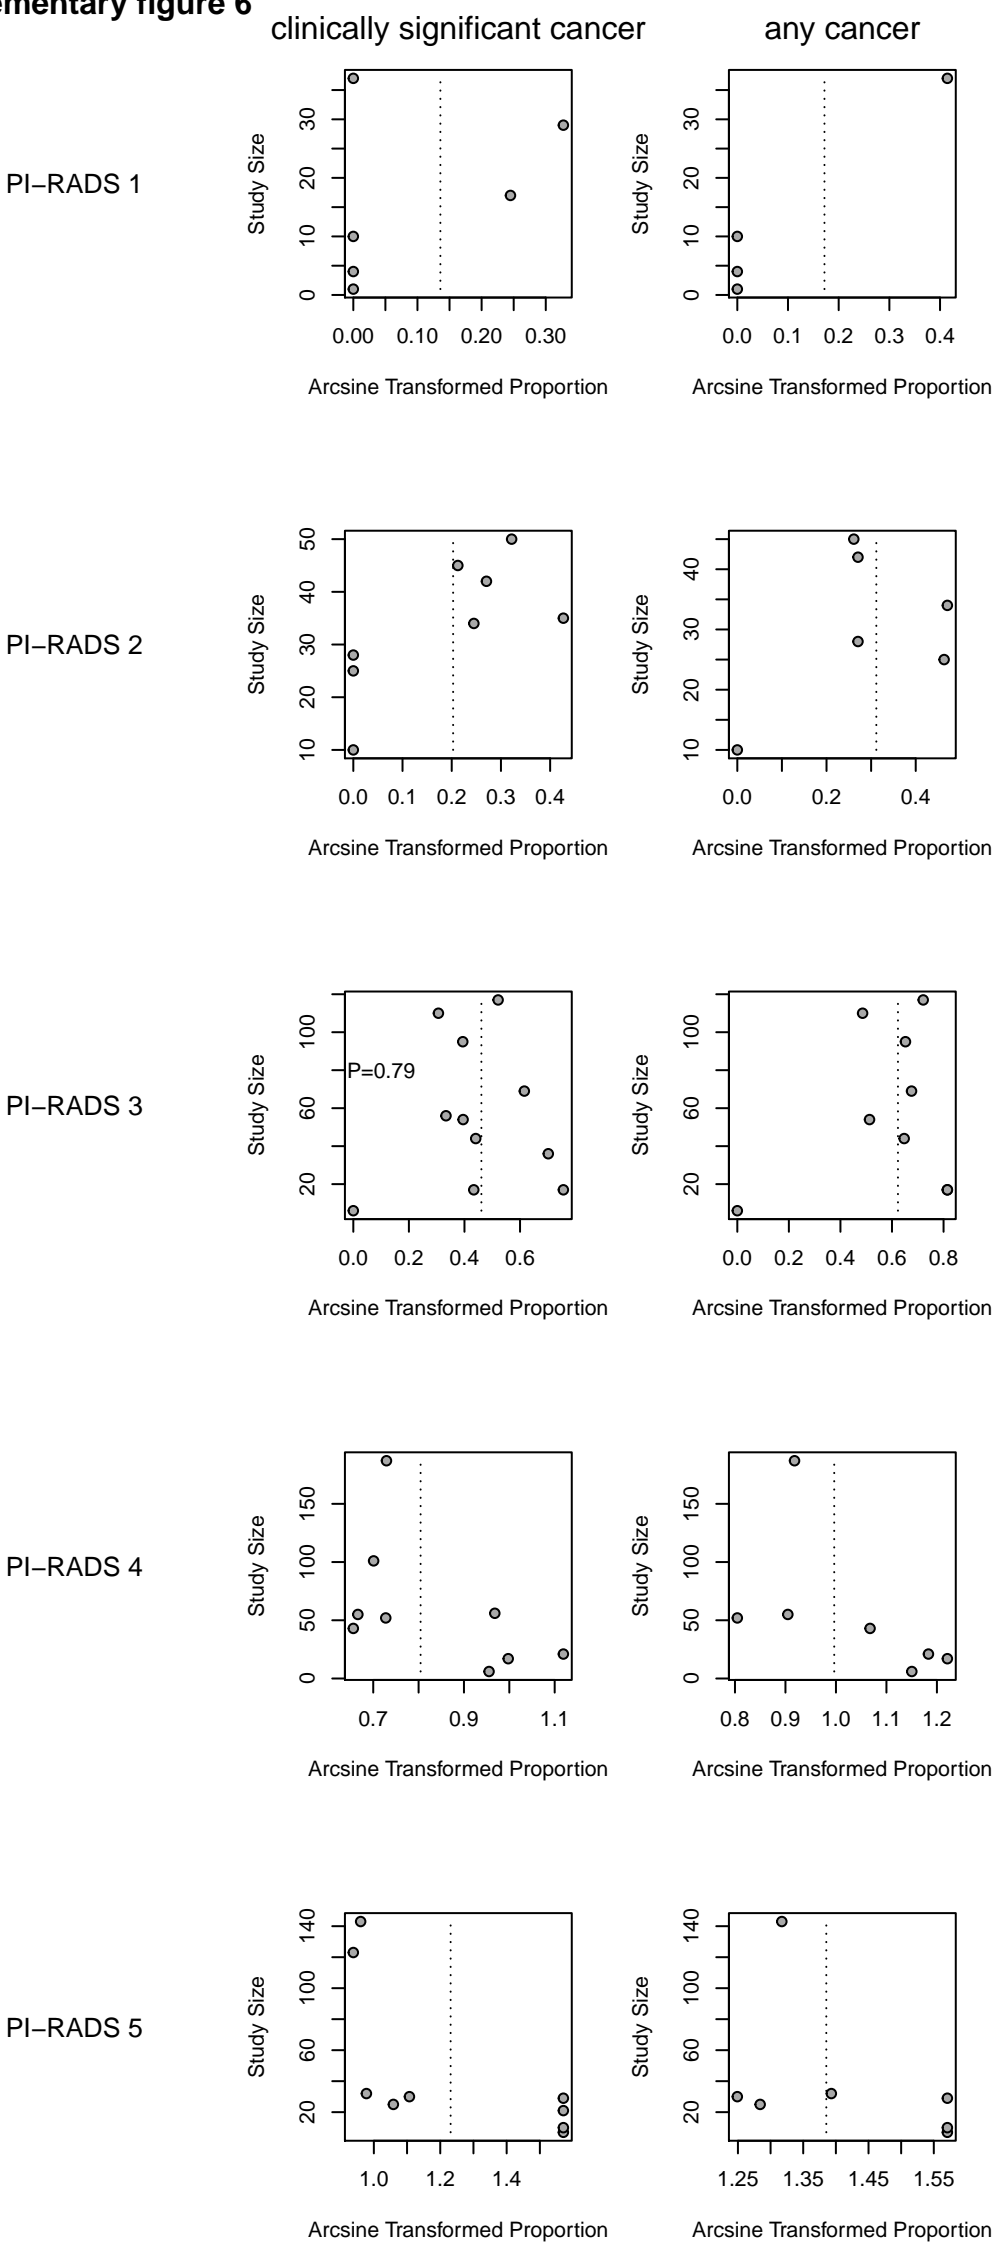 ementary figure 6
clinically significant cancer any cancer
PI−RADS 1
Study Size
0 10 20 30
0.00 0.10 0.20 0.30
Arcsine Transformed Proportion
Study Size
0 10 20 30
0.0 0.1 0.2 0.3 0.4
Arcsine Transformed Proportion
PI−RADS 2
Study Size
10 20 30 40 50
0.0 0.1 0.2 0.3 0.4
Arcsine Transformed Proportion
Study Size
10 20 30 40
0.0 0.2 0.4
Arcsine Transformed Proportion
PI−RADS 3
Study Size
20 60 100
P=0.79
0.0 0.2 0.4 0.6
Arcsine Transformed Proportion
Study Size
20 60 100
0.0 0.2 0.4 0.6 0.8
Arcsine Transformed Proportion
PI−RADS 4
Study Size
0 50 100 150
0.7 0.9 1.1
Arcsine Transformed Proportion
Study Size
0 50 100 150
0.8 0.9 1.0 1.1 1.2
Arcsine Transformed Proportion
PI−RADS 5
Study Size
20 60 100 140
1.0 1.2 1.4
Arcsine Transformed Proportion
Study Size
20 60 100 140
1.25 1.35 1.45 1.55
Arcsine Transformed Proportion